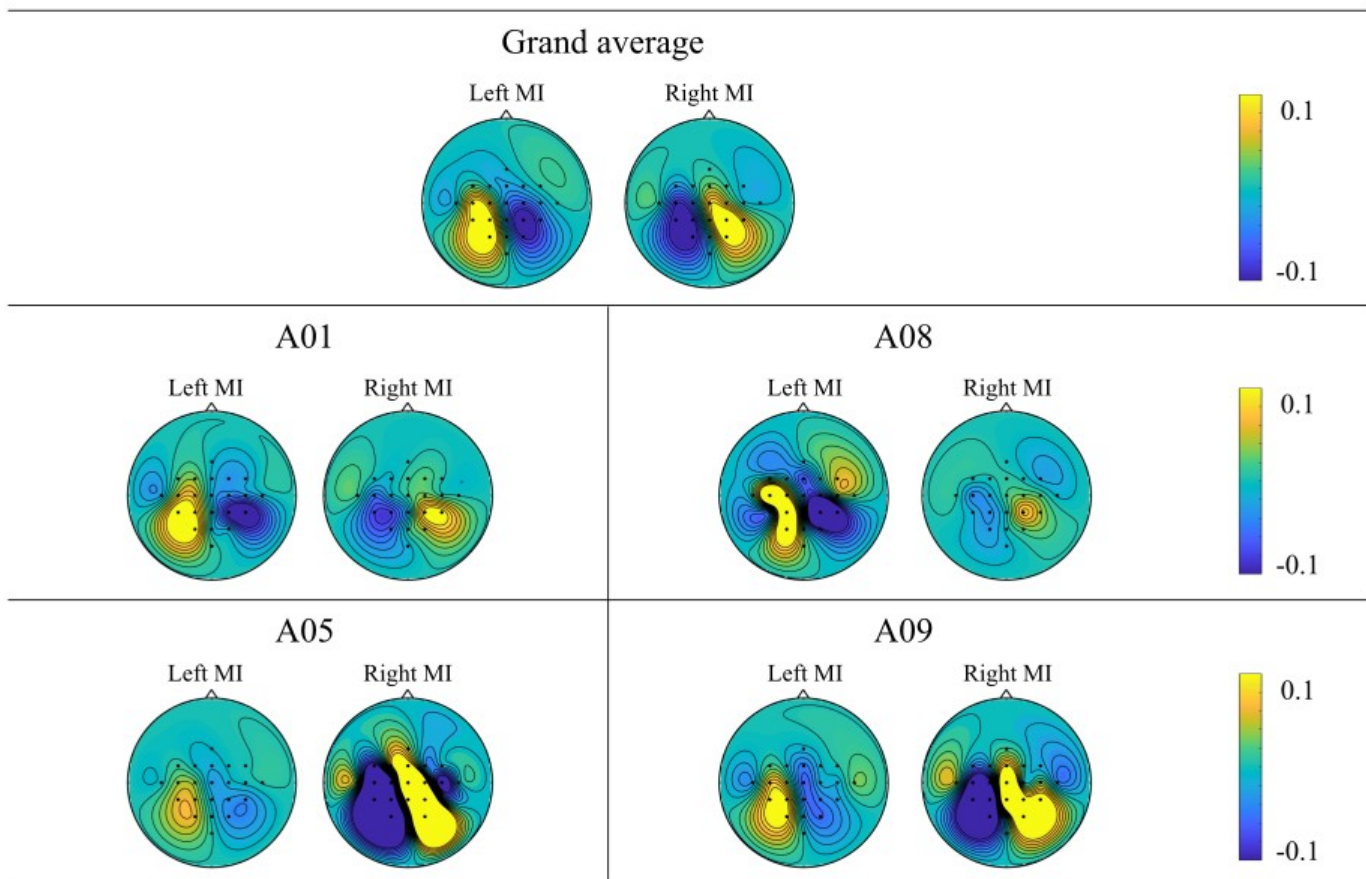 Grand average
Left MI Right MI
0.1
-0.1
A01 A08
Left MI Right MI Left MI Right MI
0.1
-0.1
A05 A09
Left MI Right MI Left MI Right MI
0.1
-0.1